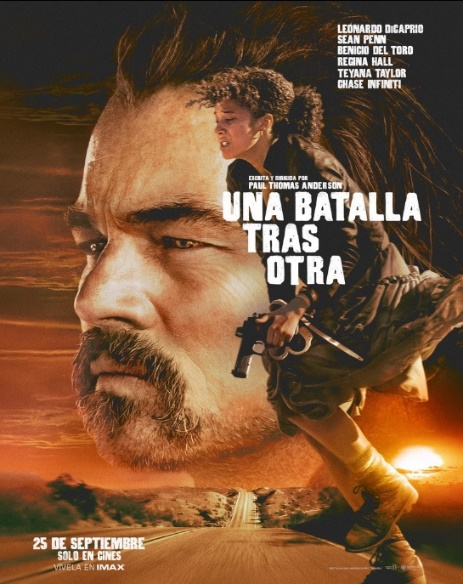 LEONARDO DiCAPRIO
SEAN PENN
BENICIO DEL TORO
REGINA HALL
TEYANA TAYLOR
CHASE INFINITI
ESCRITA Y DIRIGIDA POR
PAUL THOMAS ANDERSON
UNA BATALLA
TRAS
OTRA
25 DE SEPTIEMBRE
SOLO EN CINES
VÍVELA EN IMAX